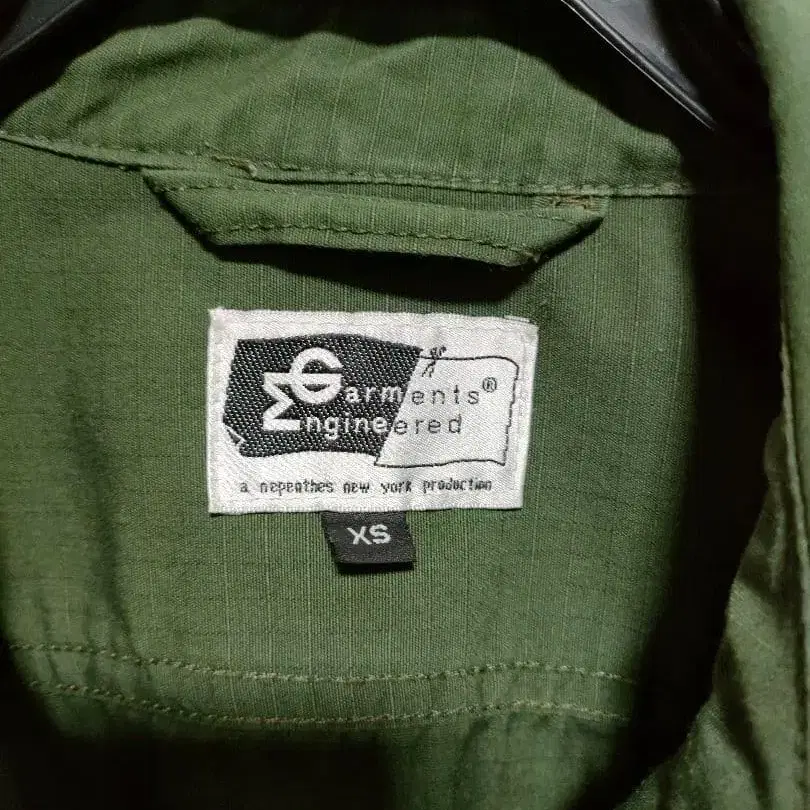 Garments®
Engineered
a nepenthes new york production
XS